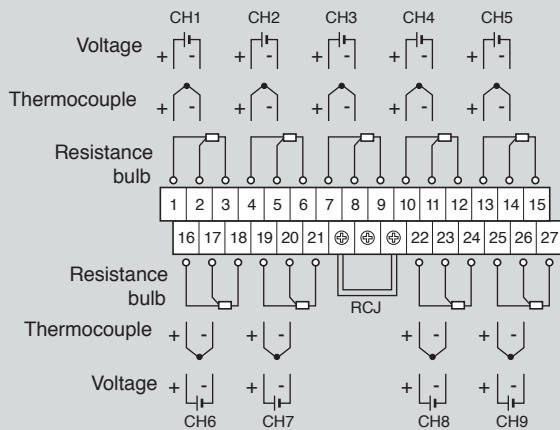 CH1 CH2 CH3 CH4 CH5
Voltage + - + - + - + - + -
Thermocouple + - + - + - + - + -
Resistance
bulb
1 2 3 4 5 6 7 8 9 10 11 12 13 14 15
16 17 18 19 20 21 22 23 24 25 26 27
Resistance
bulb
RCJ
Thermocouple + - + - + - + -
Voltage + - + - + - + -
CH6 CH7 CH8 CH9